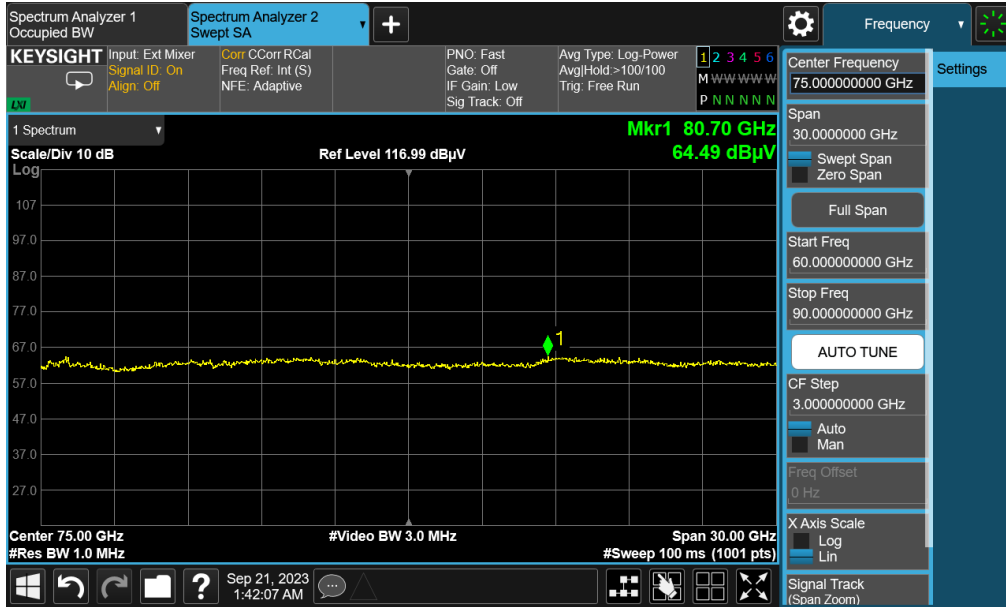 Spectrum Analyzer 1
Occupied BW
Spectrum Analyzer 2
Swept SA
Frequency
KEYSIGHT
LXI
Input: Ext Mixer
Signal ID: On
Align: Off
Corr CCorr RCal
Freq Ref: Int (S)
NFE: Adaptive
PNO: Fast
Gate: Off
IF Gain: Low
Sig Track: Off
Avg Type: Log-Power
Avg|Hold:>100/100
Trig: Free Run
1 2 3 4 5 6
M W W W W W
P N N N N N
1 Spectrum
Scale/Div 10 dB
Log
Ref Level 116.99 dBµV
Mkr1 80.70 GHz
64.49 dBµV
107
97.0
87.0
77.0
67.0
57.0
47.0
37.0
27.0
1
Center 75.00 GHz
#Res BW 1.0 MHz
#Video BW 3.0 MHz
Span 30.00 GHz
#Sweep 100 ms (1001 pts)
Center Frequency
75.000000000 GHz
Span
30.0000000 GHz
Swept Span
Zero Span
Full Span
Start Freq
60.000000000 GHz
Stop Freq
90.000000000 GHz
AUTO TUNE
CF Step
3.000000000 GHz
Auto
Man
Freq Offset
0 Hz
X Axis Scale
Log
Lin
Signal Track
(Span Zoom)
Settings
?
Sep 21, 2023
1:42:07 AM